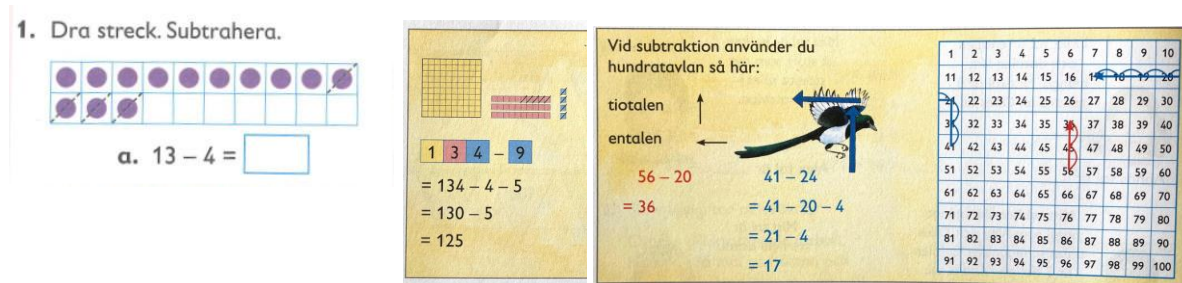 1. Dra streck. Subtrahera.
a. 13 – 4 =
1 3 4 – 9
= 134 – 4 – 5
= 130 – 5
= 125
Vid subtraktion använder du
hundratavlan så här:
tiotalen
entalen
56 – 20
= 36
41 – 24
= 41 – 20 – 4
= 21 – 4
= 17
1 2 3 4 5 6 7 8 9 10
11 12 13 14 15 16 17 18 19 20
21 22 23 24 25 26 27 28 29 30
31 32 33 34 35 36 37 38 39 40
41 42 43 44 45 46 47 48 49 50
51 52 53 54 55 56 57 58 59 60
61 62 63 64 65 66 67 68 69 70
71 72 73 74 75 76 77 78 79 80
81 82 83 84 85 86 87 88 89 90
91 92 93 94 95 96 97 98 99 100